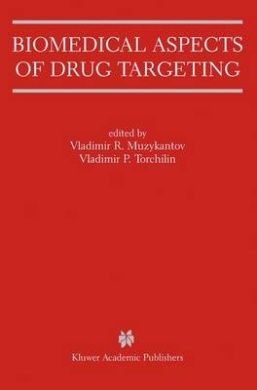 BIOMEDICAL ASPECTS
OF DRUG TARGETING
edited by
Vladimir R. Muzykantov
Vladimir P. Torchilin
Kluwer Academic Publishers